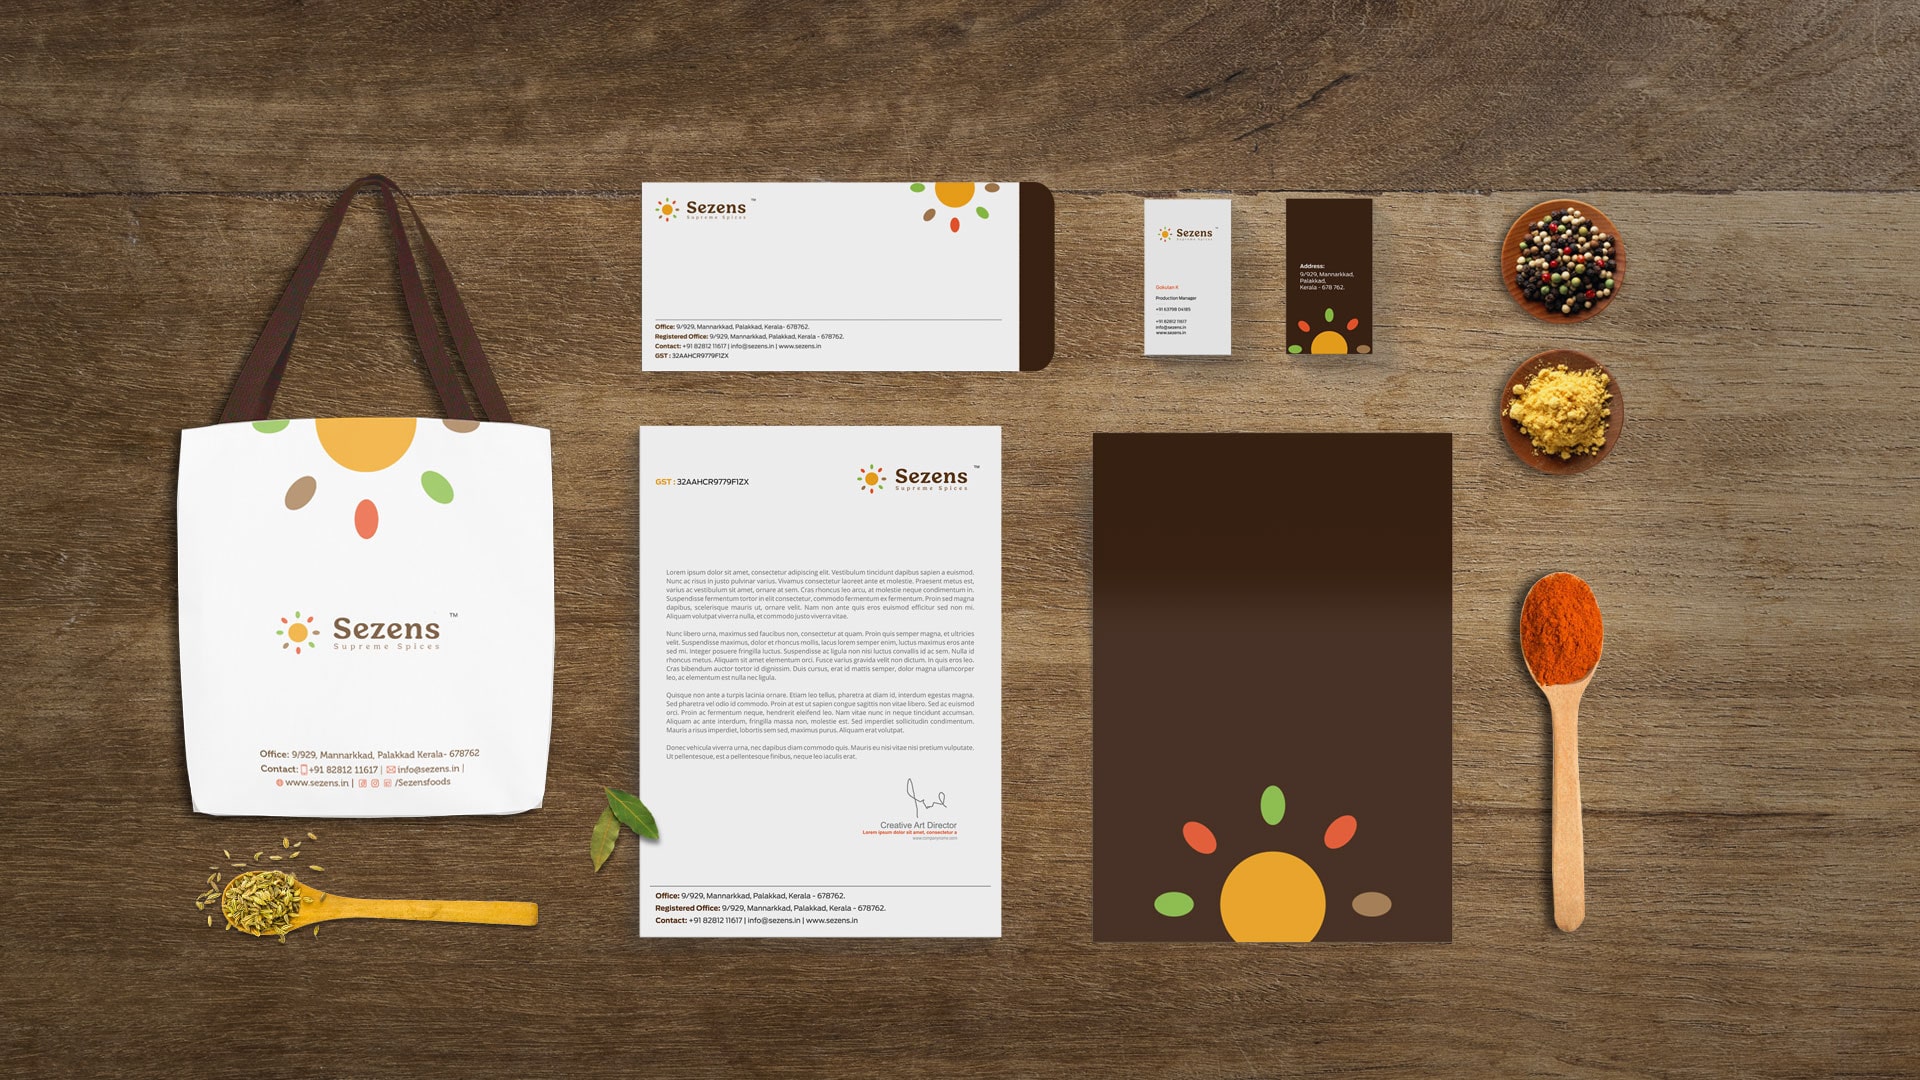 Sezens ™
Supreme Spices
Office: 9/929, Mannarkkad, Palakkad, Kerala- 678762.
Registered Office: 9/929, Mannarkkad, Palakkad, Kerala - 678762.
Contact: +91 82812 11617 | info@sezens.in | www.sezens.in
GST : 32AAHCR9779F1ZX
Sezens
Supreme Spices
Gokulan K
Production Manager
+91 63798 04185
+91 82812 11617
info@sezens.in
www.sezens.in
Address:
9/929, Mannarkkad,
Palakkad,
Kerala - 678 762.
Sezens ™
Supreme Spices
Office: 9/929, Mannarkkad, Palakkad Kerala- 678762
Contact: +91 82812 11617 | info@sezens.in |
www.sezens.in | /Sezensfoods
GST : 32AAHCR9779F1ZX
Sezens ™
Supreme Spices
Lorem ipsum dolor sit amet, consectetur adipiscing elit. Vestibulum tincidunt dapibus sapien a euismod.
Nunc ac risus in justo pulvinar varius. Vivamus consectetur laoreet ante et molestie. Praesent metus est,
varius ac vestibulum sit amet, ornare at sem. Cras rhoncus leo arcu, at molestie neque condimentum in.
Suspendisse fermentum tortor in elit consectetur, commodo fermentum ex fermentum. Proin sed magna
dapibus, scelerisque mauris ut, ornare velit. Nam non ante quis eros euismod efficitur sed non mi.
Aliquam volutpat viverra nulla, et commodo justo viverra vitae.
Nunc libero urna, maximus sed faucibus non, consectetur at quam. Proin quis semper magna, et ultricies
velit. Suspendisse maximus, dolor et rhoncus mollis, lacus lorem semper enim, luctus maximus eros ante
sed mi. Integer posuere fringilla luctus. Suspendisse ac ligula non nisi luctus convallis id ac sem. Nulla id
rhoncus metus. Aliquam sit amet elementum orci. Fusce varius gravida velit non dictum. In quis eros leo.
Cras bibendum auctor tortor id dignissim. Duis cursus, erat id mattis semper, dolor magna ullamcorper
leo, ac elementum est nulla nec ligula.
Quisque non ante a turpis lacinia ornare. Etiam leo tellus, pharetra at diam id, interdum egestas magna.
Sed pharetra vel odio id commodo. Proin at est ut sapien congue sagittis non vitae libero. Sed ac euismod
orci. Proin ac fermentum neque, hendrerit eleifend leo. Nam vitae nunc in neque tincidunt accumsan.
Aliquam ac ante interdum, fringilla massa non, molestie est. Sed imperdiet sollicitudin condimentum.
Mauris a risus imperdiet, lobortis sem sed, maximus purus. Aliquam erat volutpat.
Donec vehicula viverra urna, nec dapibus diam commodo quis. Mauris eu nisi vitae nisi pretium vulputate.
Ut pellentesque, est a pellentesque finibus, neque leo iaculis erat.
Creative Art Director
Lorem ipsum dolor sit amet, consectetur a
www.companyname.com
Office: 9/929, Mannarkkad, Palakkad, Kerala - 678762.
Registered Office: 9/929, Mannarkkad, Palakkad, Kerala - 678762.
Contact: +91 82812 11617 | info@sezens.in | www.sezens.in